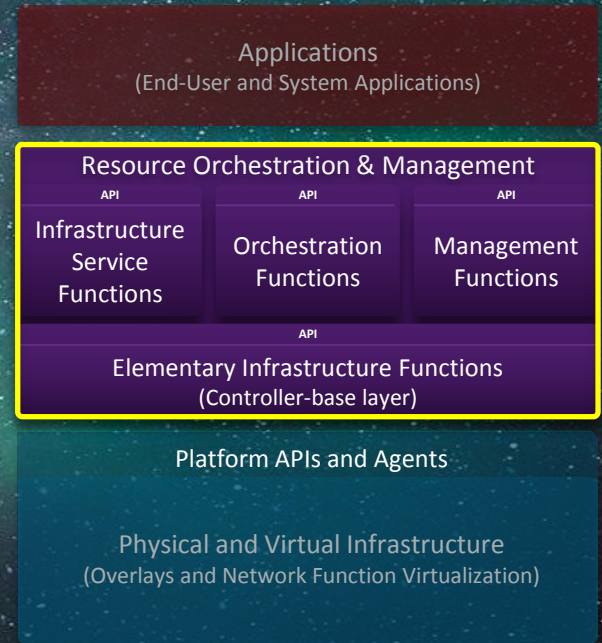 Applications
(End-User and System Applications)
Resource Orchestration & Management
API
API
API
Infrastructure
Service
Functions
Orchestration
Functions
Management
Functions
API
Elementary Infrastructure Functions
(Controller-base layer)
Platform APIs and Agents
Physical and Virtual Infrastructure
(Overlays and Network Function Virtualization)